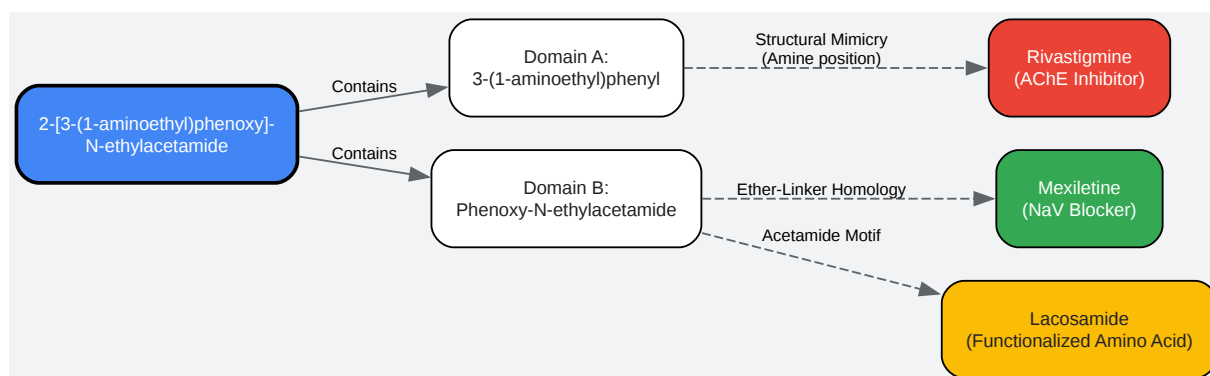 2-[3-(1-aminoethyl)phenoxy]-
N-ethylacetamide
Contains
Contains
Domain A:
3-(1-aminoethyl)phenyl
Domain B:
Phenoxy-N-ethylacetamide
Structural Mimicry
(Amine position)
Ether-Linker Homology
Acetamide Motif
Rivastigmine
(AChE Inhibitor)
Mexiletine
(NaV Blocker)
Lacosamide
(Functionalized Amino Acid)